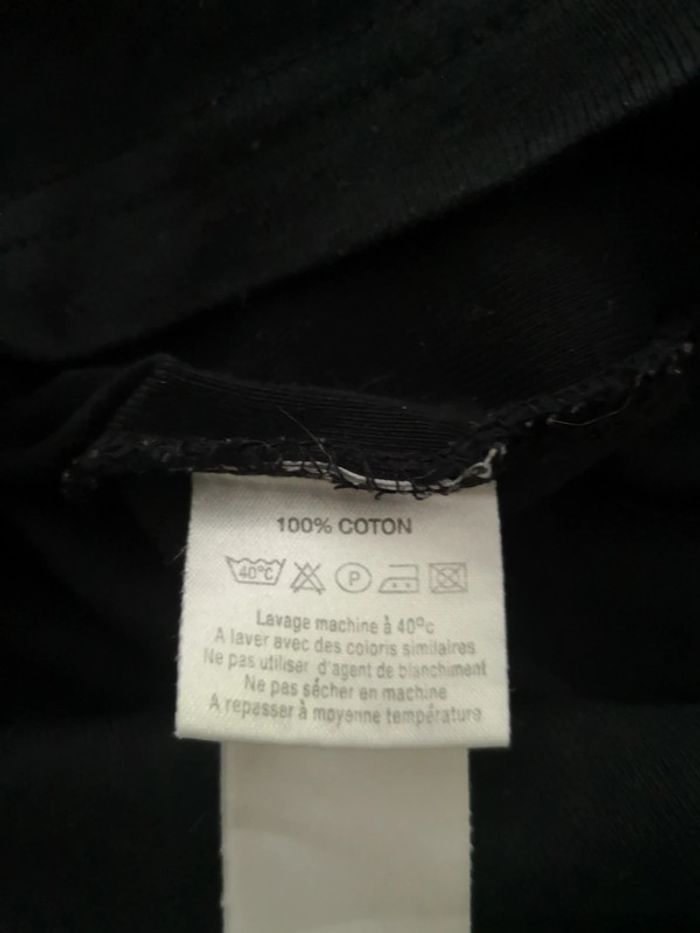 100% COTON
40°C P
Lavage machine à 40°c
A laver avec des coloris similaires
Ne pas utiliser d'agent de blanchiment
Ne pas sécher en machine
A repasser à moyenne température